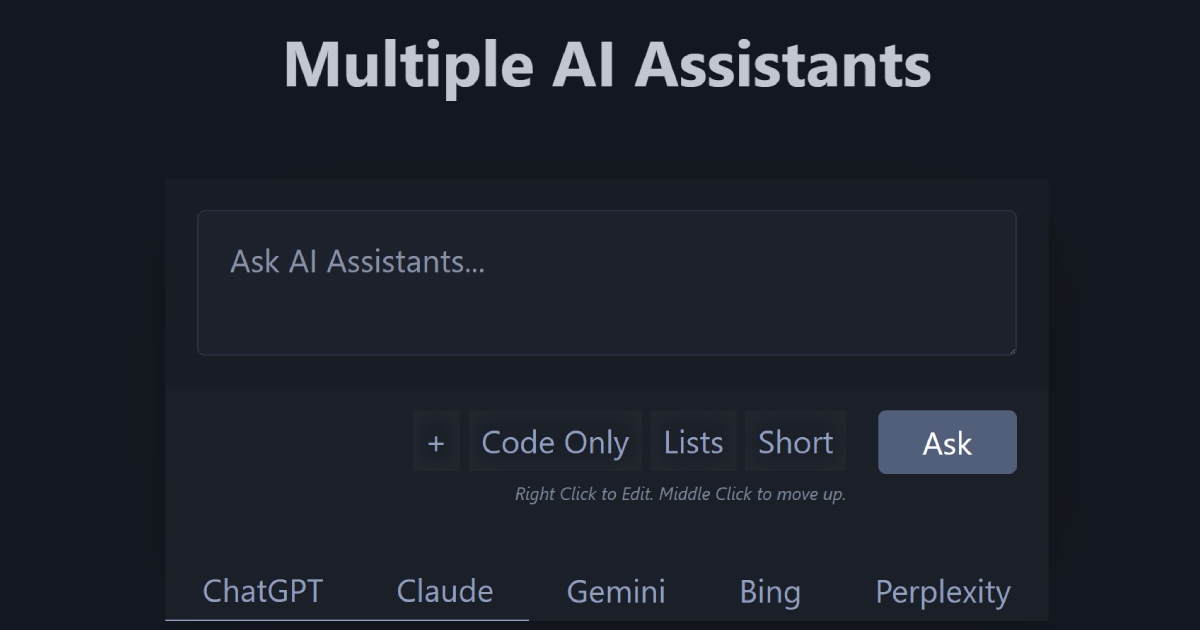 Multiple AI Assistants
Ask AI Assistants...
+ Code Only Lists Short Ask
Right Click to Edit. Middle Click to move up.
ChatGPT Claude Gemini Bing Perplexity